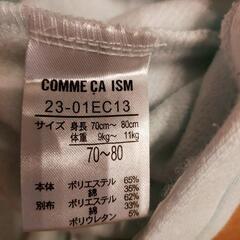 COMME ÇA ISM
23-01EC13
サイズ 身長 70cm～ 80cm
体重 9kg～ 11kg
70～80
本体 ポリエステル 65%
綿 35%
別布 ポリエステル 62%
綿 33%
ポリウレタン 5%